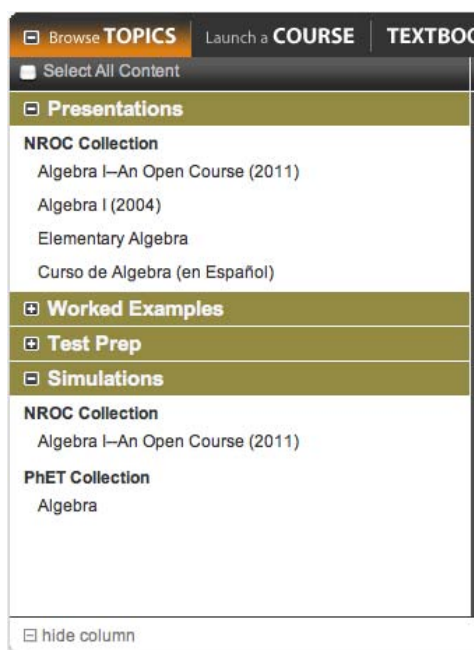 Browse TOPICS Launch a COURSE
Select All Content
Presentations
NROC Collection
Algebra I–An Open Course (2011)
Algebra I (2004)
Elementary Algebra
Curso de Algebra (en Español)
Worked Examples
Test Prep
Simulations
NROC Collection
Algebra I–An Open Course (2011)
PhET Collection
Algebra
hide column